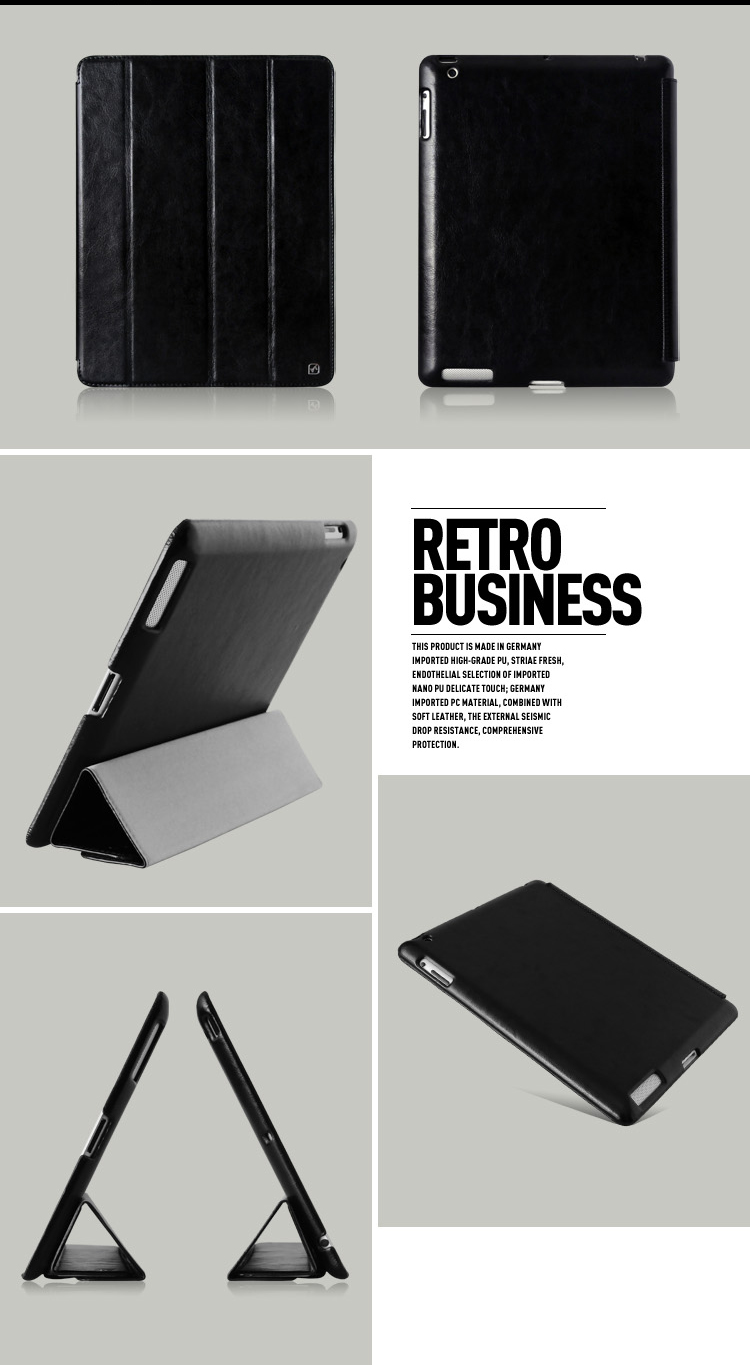 RETRO
BUSINESS
THIS PRODUCT IS MADE IN GERMANY
IMPORTED HIGH-GRADE PU, STRIAE FRESH,
ENDOTHELIAL SELECTION OF IMPORTED
NANO PU DELICATE TOUCH; GERMANY
IMPORTED PC MATERIAL, COMBINED WITH
SOFT LEATHER, THE EXTERNAL SEISMIC
DROP RESISTANCE, COMPREHENSIVE
PROTECTION.